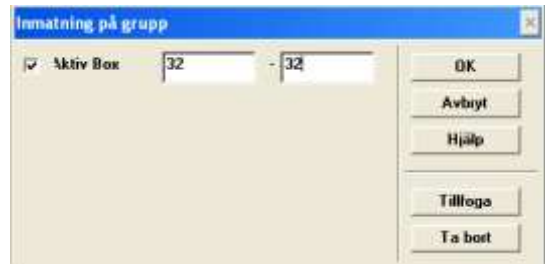 Inmatning på grupp
Aktiv Box 32 - 32
OK
Avbryt
Hjälp
Tillfoga
Ta bort